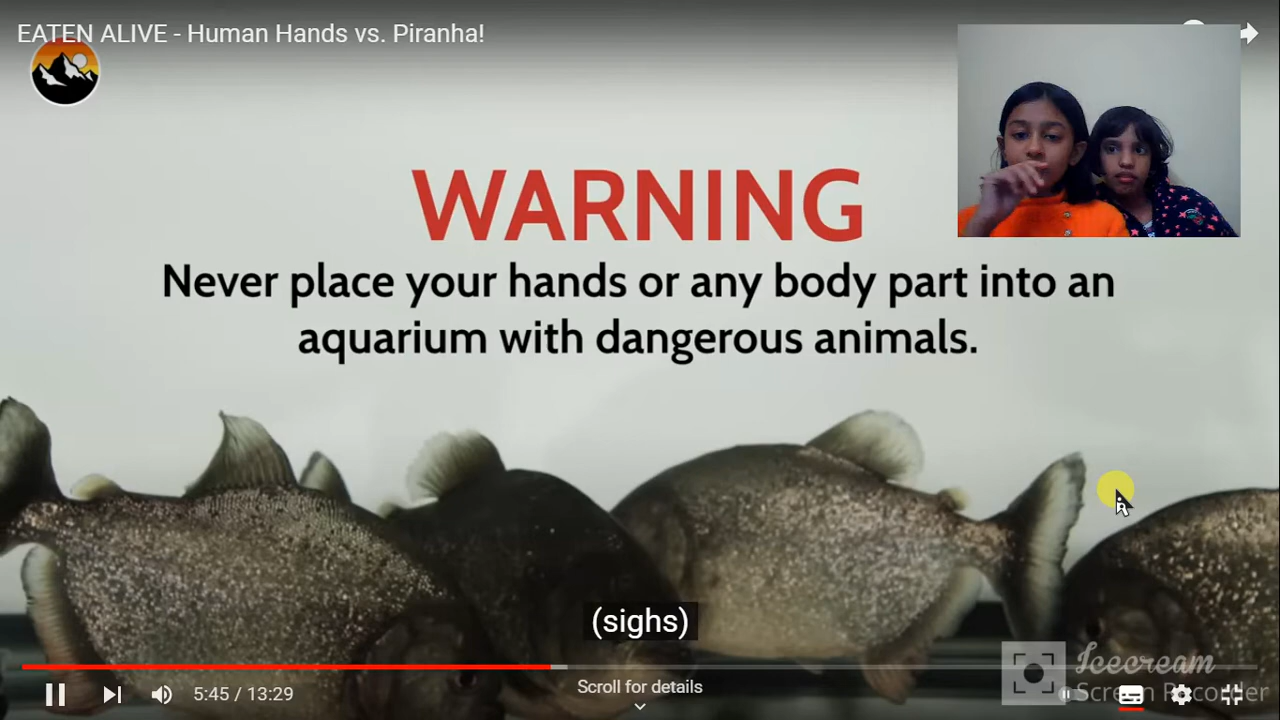 EATEN ALIVE - Human Hands vs. Piranha!
WARNING
Never place your hands or any body part into an
aquarium with dangerous animals.
(sighs)
Icecream
Screen Recorder
5:45 / 13:29
Scroll for details